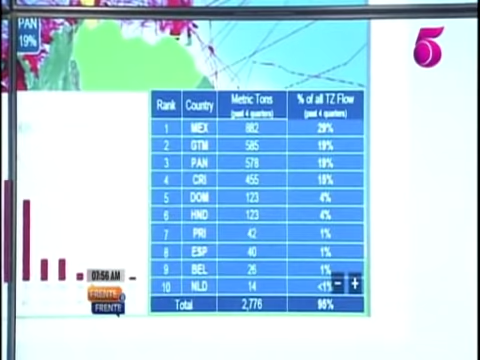 PAN
19%
5
Rank Country Metric Tons (past 4 quarters) % of all TZ Flow (past 4 quarters)
1 MEX 882 29%
2 GTM 585 19%
3 PAN 578 19%
4 CRI 455 15%
5 DOM 123 4%
6 HND 123 4%
7 PRI 42 1%
8 ESP 40 1%
9 BEL 26 1%
10 NLD 14 <1%
Total 2,776 95%
- +
07:56 AM
FRENTE
a
FRENTE